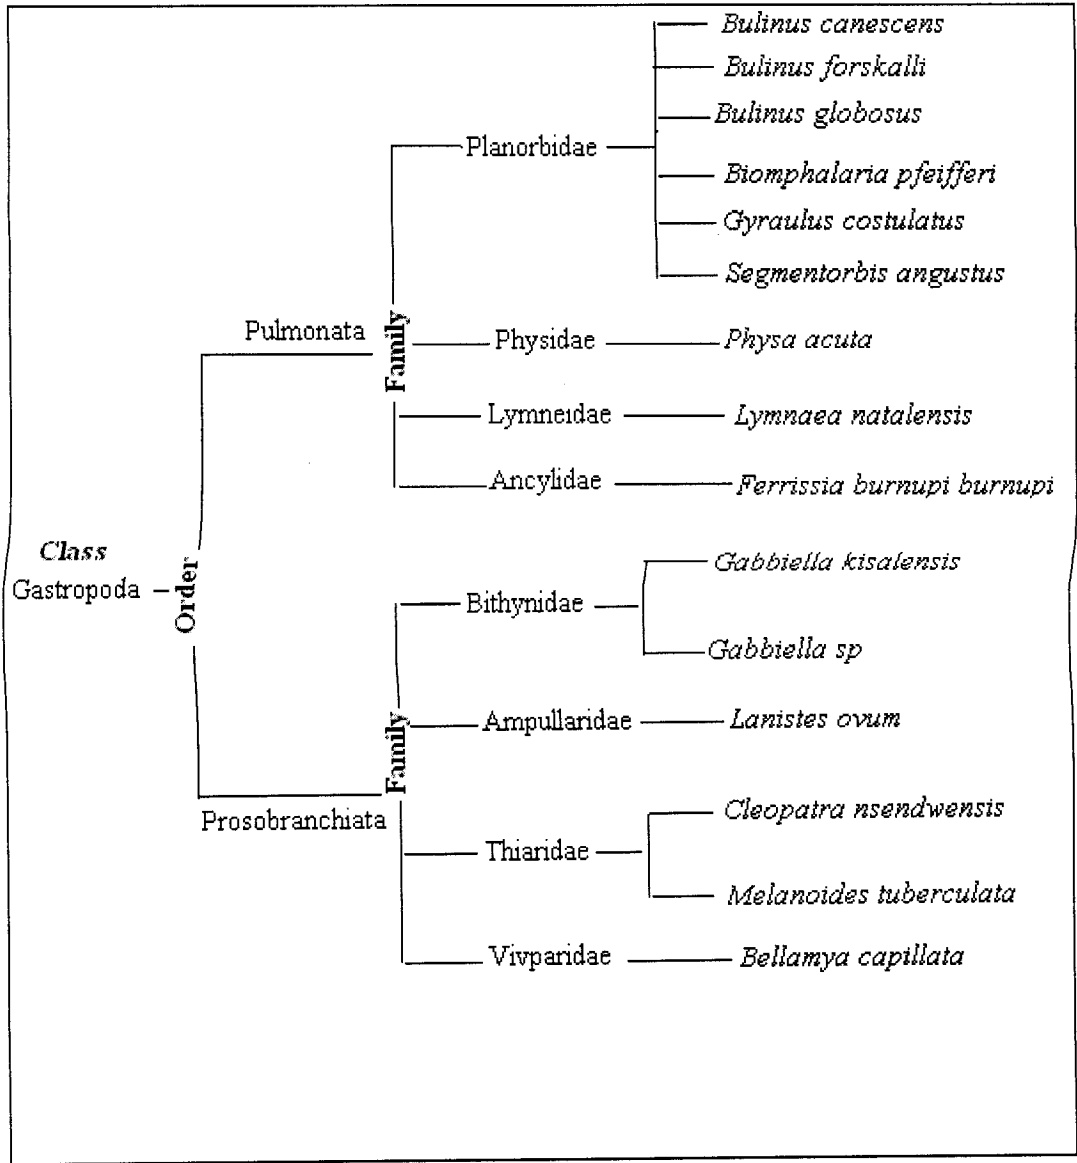 Bulinus canescens
Bulinus forskalli
Bulinus globosus
Planorbidae
Biomphalaria pfeifferi
Gyraulus costulatus
Segmentorbis angustus
Pulmonata
Family
Physidae
Physa acuta
Lymneidae
Lymnaea natalensis
Ancylidae
Ferrissia burnupi burnupi
Class
Gastropoda
Order
Gabbiella kisalensis
Bithynidae
Gabbiella sp
Family
Ampullaridae
Lanistes ovum
Prosobranchiata
Cleopatra nsendwensis
Thiaridae
Melanoides tuberculata
Vivparidae
Bellamya capillata